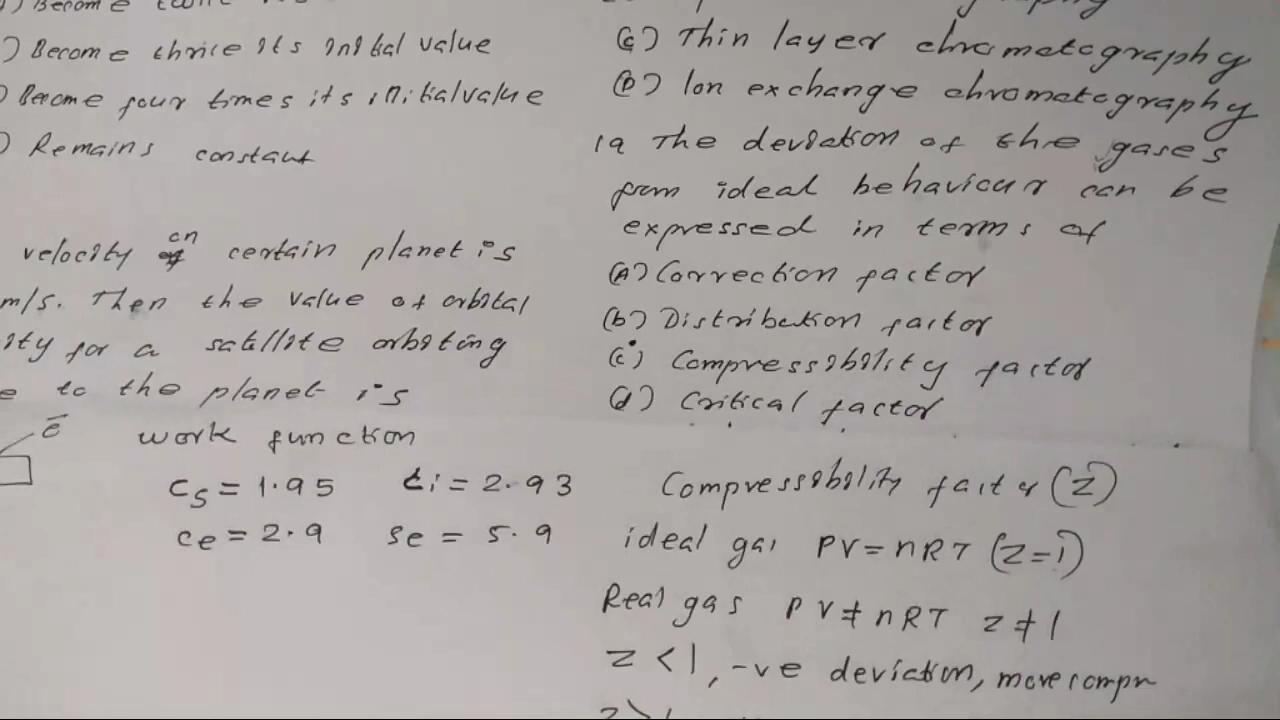 ) Become
) Become thrice its initial value
) Become four times its initial value
) Remains constant
velocity on certain planet is
m/s. Then the value of orbital
ity for a satellite orbiting
e to the planet is
ē work function
Cs = 1.95 ti = 2.93
ce = 2.9 se = 5.9
(c) Thin layer chromatography
(D) Ion exchange chromatography
19 The deviation of the gases
from ideal behaviour can be
expressed in terms of
(A) Correction factor
(b) Distribution factor
(c) Compressibility factor
(d) Critical factor
Compressibility factor (Z)
ideal gas PV = nRT (Z=1)
Real gas PV ≠ nRT Z ≠ 1
Z < 1, -ve deviation, more compr